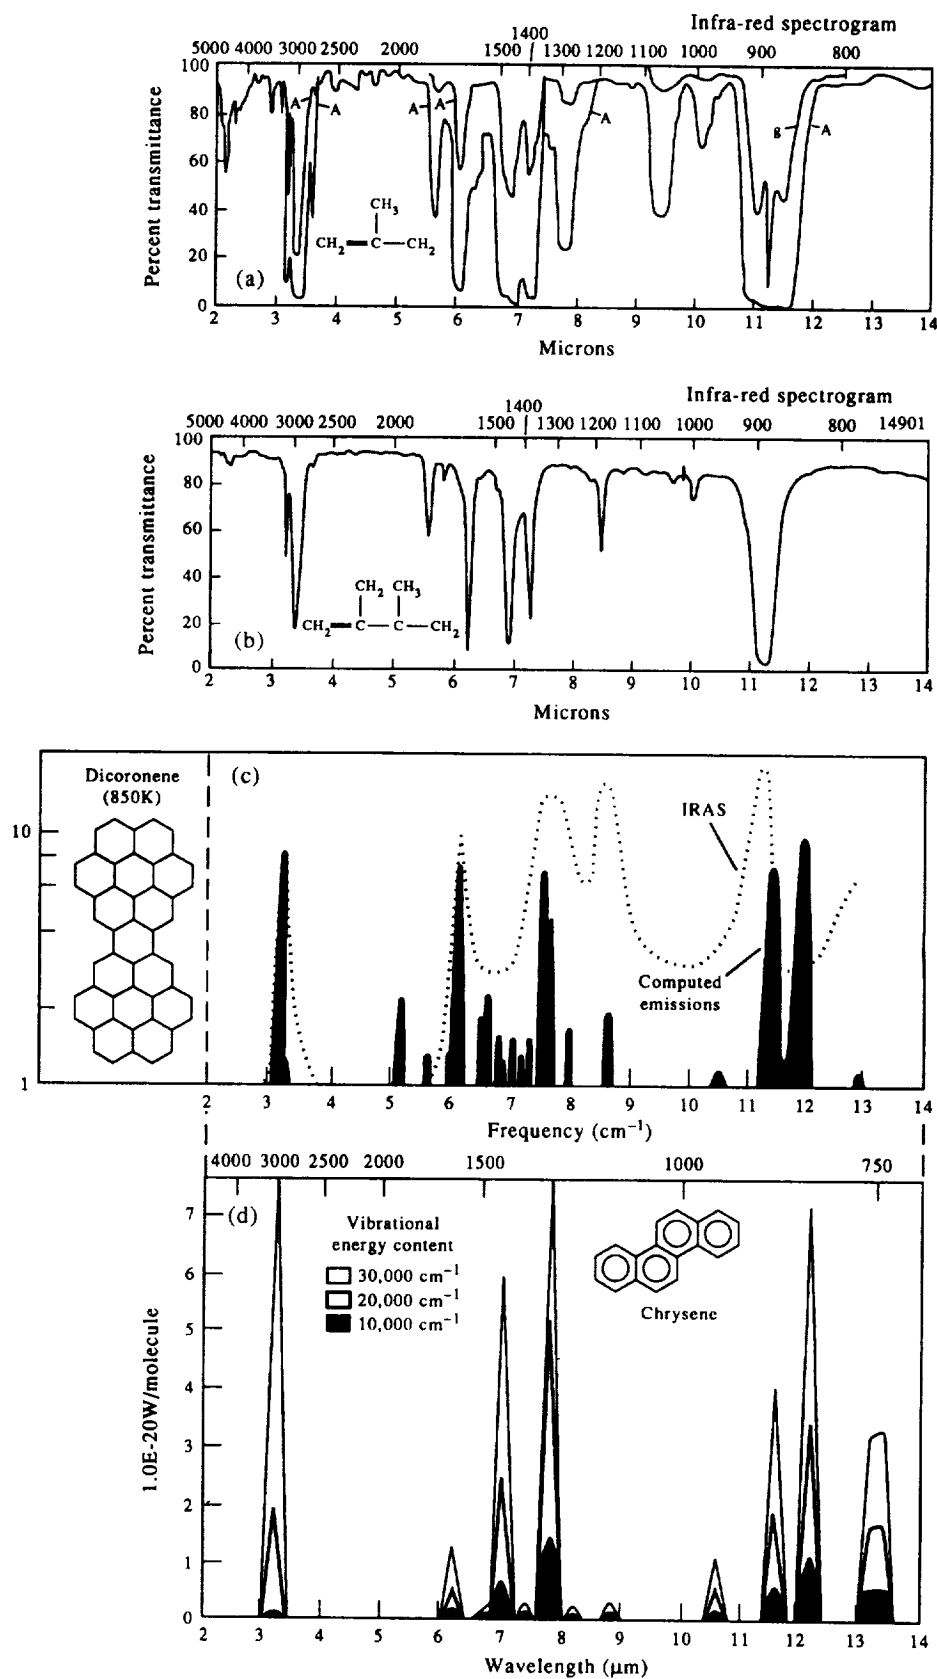 Infra-red spectrogram
5000 4000 3000 2500 2000 1500 1400 1300 1200 1100 1000 900 800
100
80
60
40
20
0
Percent transmittance
A A A A A g A
CH3
CH2 C CH2
(a)
2 3 4 5 6 7 8 9 10 11 12 13 14
Microns
Infra-red spectrogram
5000 4000 3000 2500 2000 1500 1400 1300 1200 1100 1000 900 800 14901
100
80
60
40
20
0
Percent transmittance
CH2 CH3
CH2 C C CH2
(b)
2 3 4 5 6 7 8 9 10 11 12 13 14
Microns
Dicoronene
(850K)
(c)
IRAS
Computed
emissions
10
1
2 3 4 5 6 7 8 9 10 11 12 13 14
Frequency (cm−1)
4000 3000 2500 2000 1500 1000 750
(d)
Vibrational
energy content
30,000 cm−1
20,000 cm−1
10,000 cm−1
Chrysene
7
6
5
4
3
2
1
0
1.0E-20W/molecule
2 3 4 5 6 7 8 9 10 11 12 13 14
Wavelength (μm)